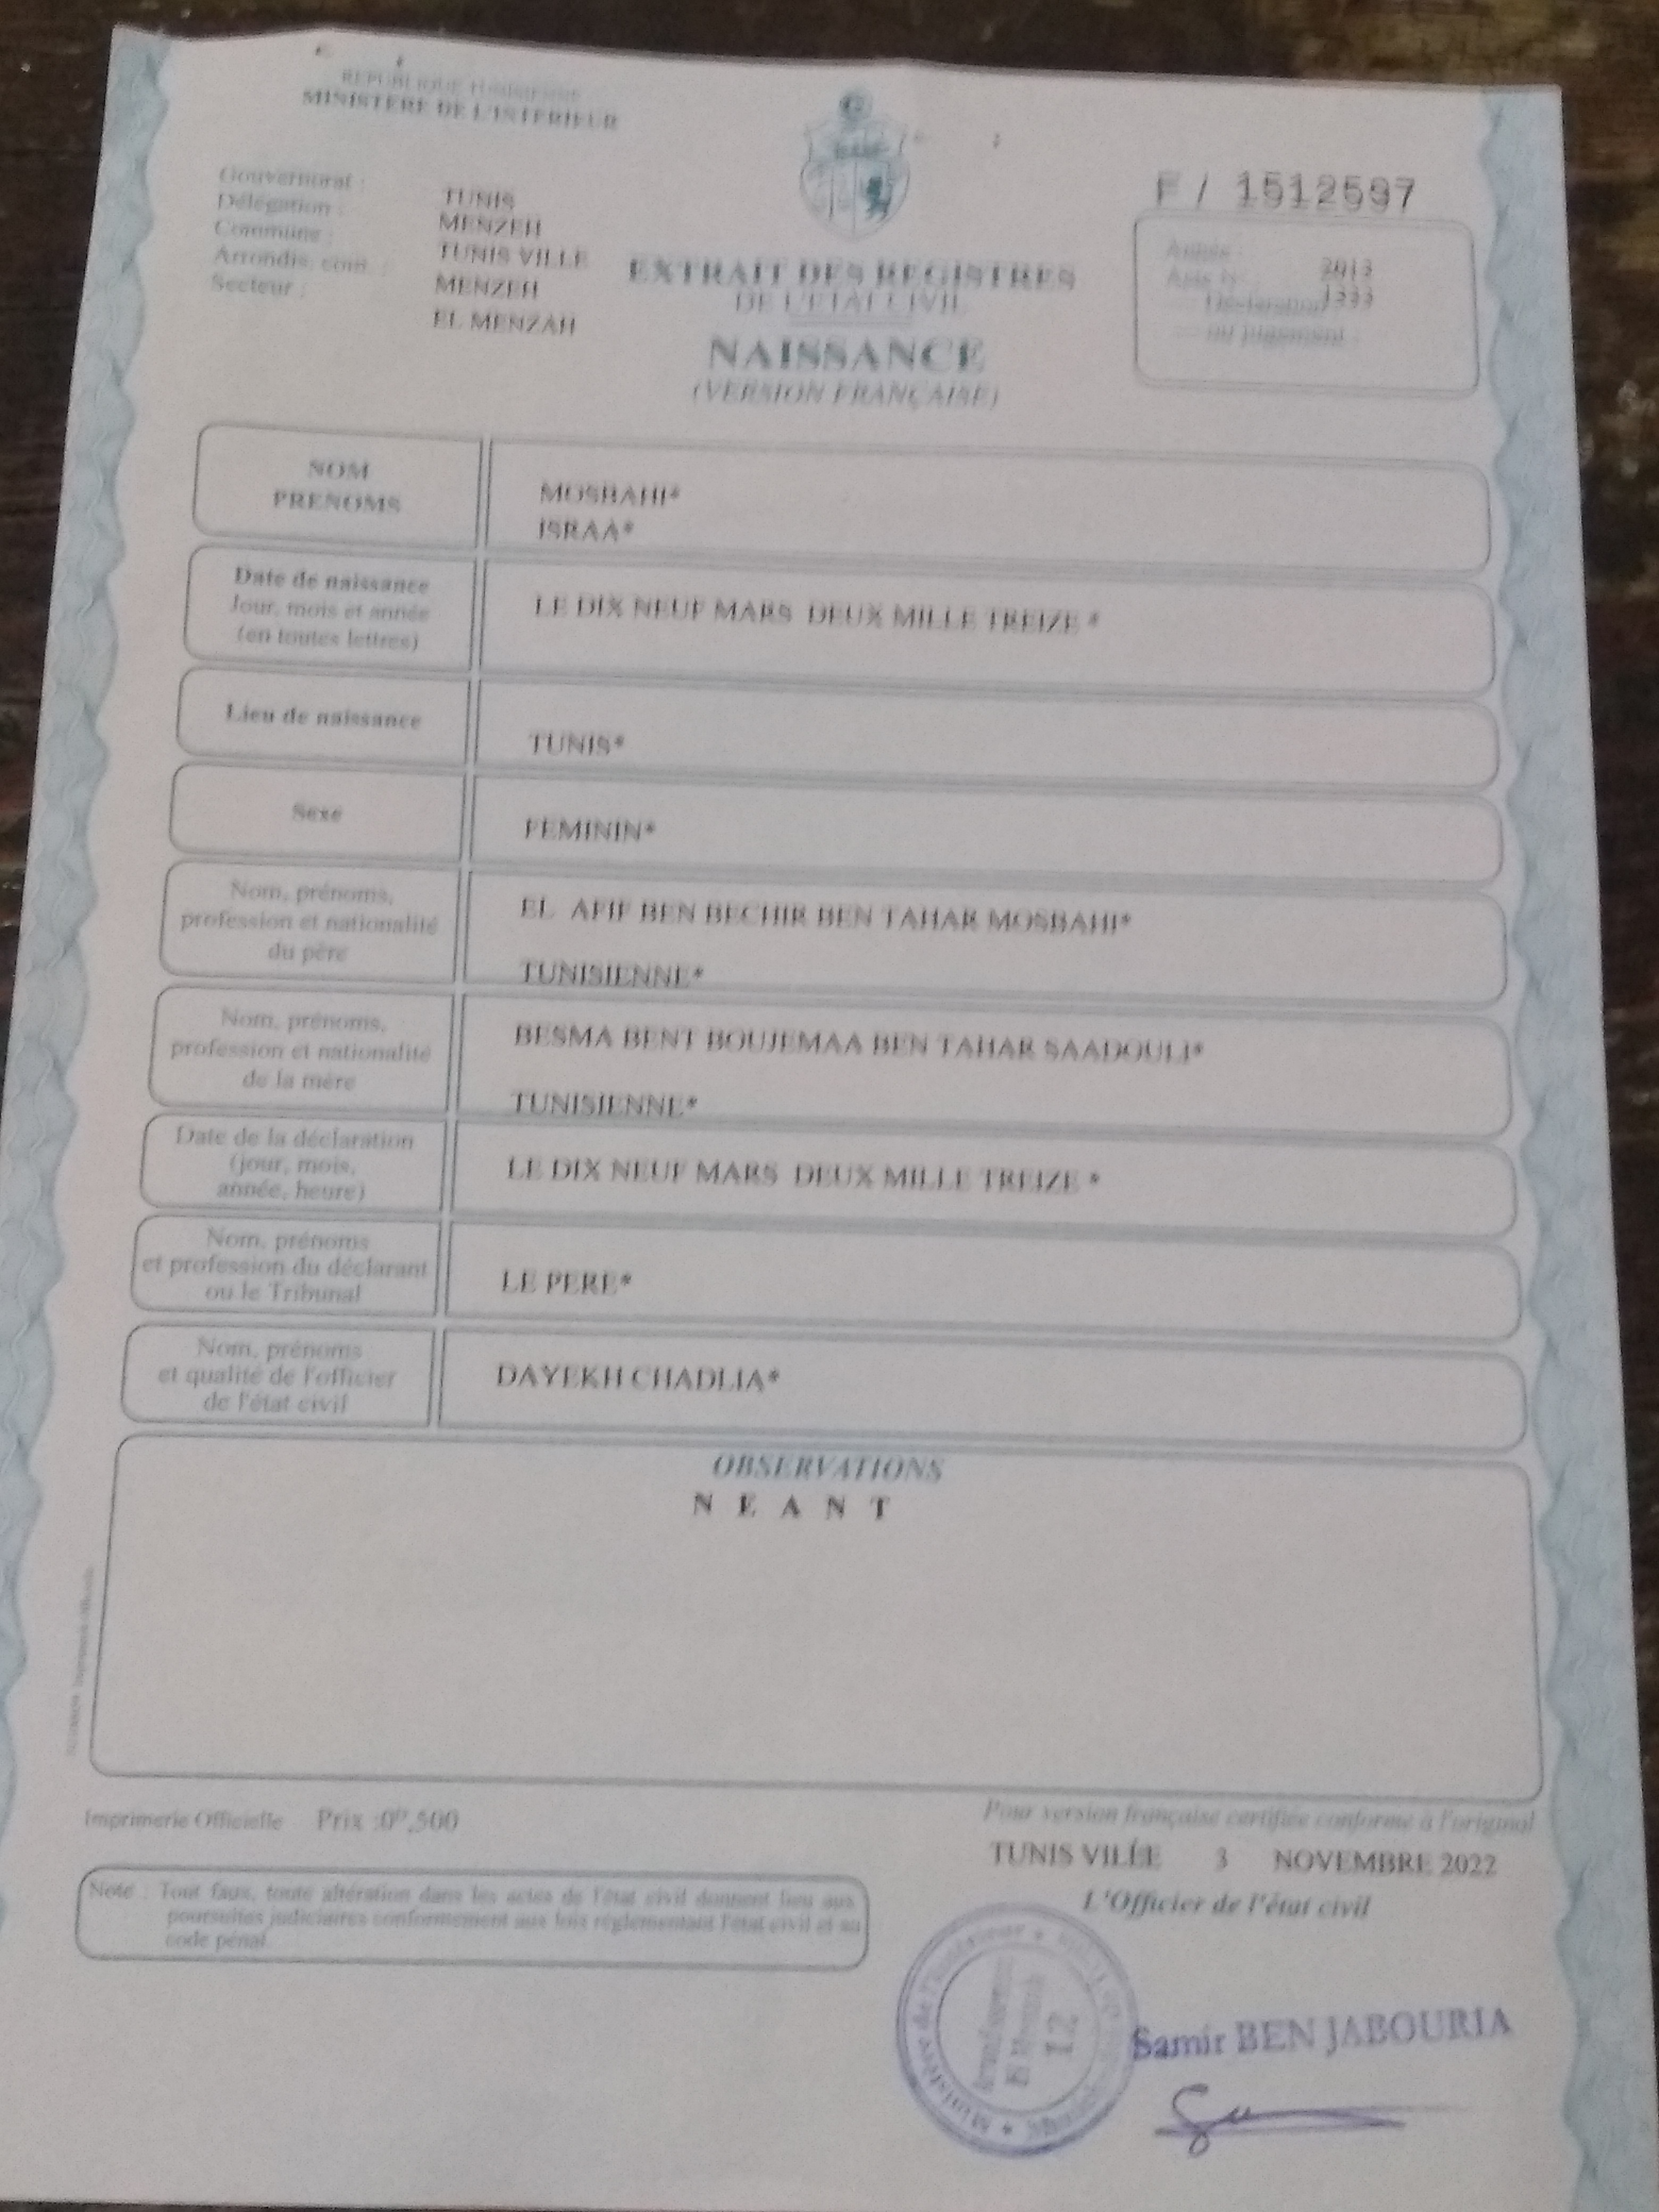 REPUBLIQUE TUNISIENNE
MINISTERE DE L'INTERIEUR
Gouvernorat : TUNIS
Délégation : MENZEH
Commune : TUNIS VILLE
Arrondis. com. : MENZEH
Secteur : EL MENZAH
F / 1512597
Année : 2013
Acte N° 1333
Déclaration
ou jugement :
EXTRAIT DES REGISTRES
DE L'ETAT CIVIL
NAISSANCE
(VERSION FRANÇAISE)
NOM
PRENOMS
MOSBAHI*
ISRAA*
Date de naissance
Jour, mois et année
(en toutes lettres)
LE DIX NEUF MARS DEUX MILLE TREIZE *
Lieu de naissance
TUNIS*
Sexe
FEMININ*
Nom, prénoms,
profession et nationalité
du père
EL AFIF BEN BECHIR BEN TAHAR MOSBAHI*
TUNISIENNE*
Nom, prénoms,
profession et nationalité
de la mère
BESMA BENT BOUJEMAA BEN TAHAR SAADOULI*
TUNISIENNE*
Date de la déclaration
(jour, mois,
année, heure)
LE DIX NEUF MARS DEUX MILLE TREIZE *
Nom, prénoms
et profession du déclarant
ou le Tribunal
LE PERE*
Nom, prénoms
et qualité de l'officier
de l'état civil
DAYEKH CHADLIA*
OBSERVATIONS
N E A N T
Imprimerie Officielle Prix :0ᴰ,500
Pour version française certifiée conforme à l'original
TUNIS VILLE 3 NOVEMBRE 2022
L'Officier de l'état civil
Note : Tout faux, toute altération dans les actes de l'état civil donnent lieu aux
poursuites judiciaires conformement aux lois réglementant l'état civil et au
code pénal.
Ministère de l'Intérieur
El Menzah
12
Samir BEN JABOURIA